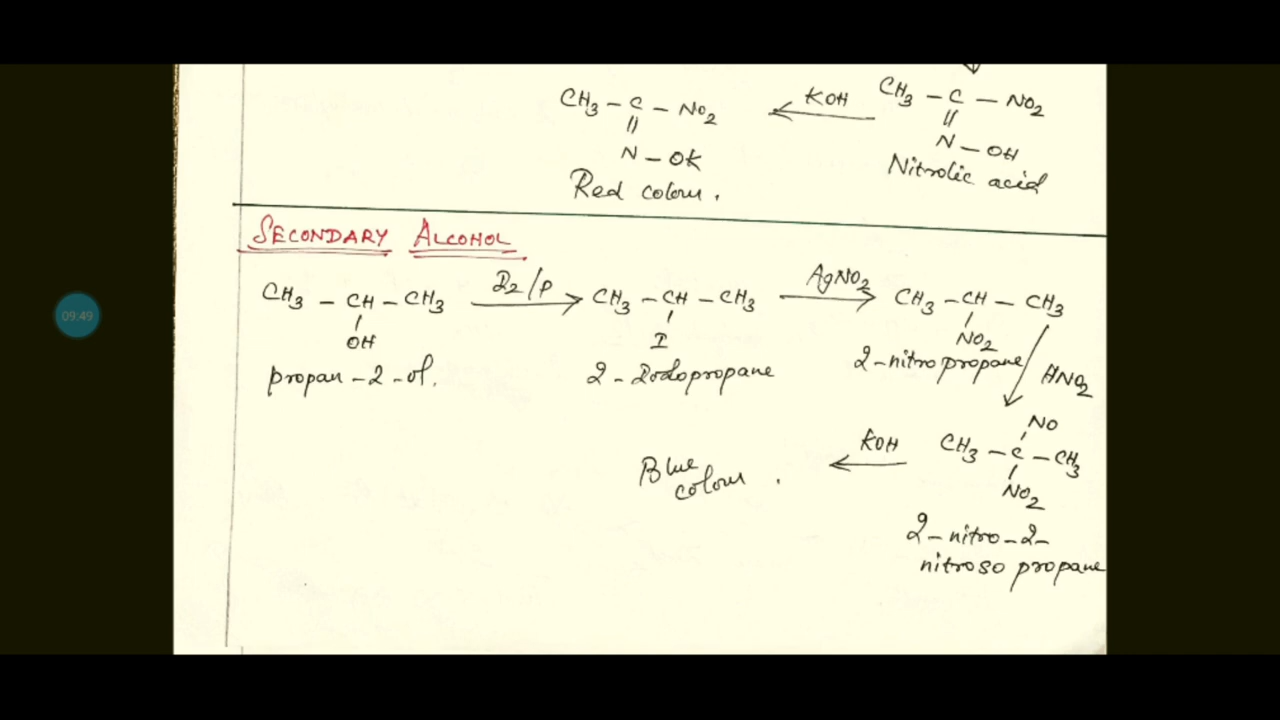 CH3 - C - NO2 KOH CH3 - C - NO2
|| ||
N - OK N - OH
Red colour. Nitrolic acid
SECONDARY ALCOHOL
CH3 - CH - CH3 I2/P CH3 - CH - CH3 AgNO2 CH3 - CH - CH3
OH I NO2
propan-2-ol. 2-Iodopropane 2-nitropropane HNO2
09:49
NO
KOH CH3 - C - CH3
Blue NO2
colour.
2-nitro-2-
nitroso propane